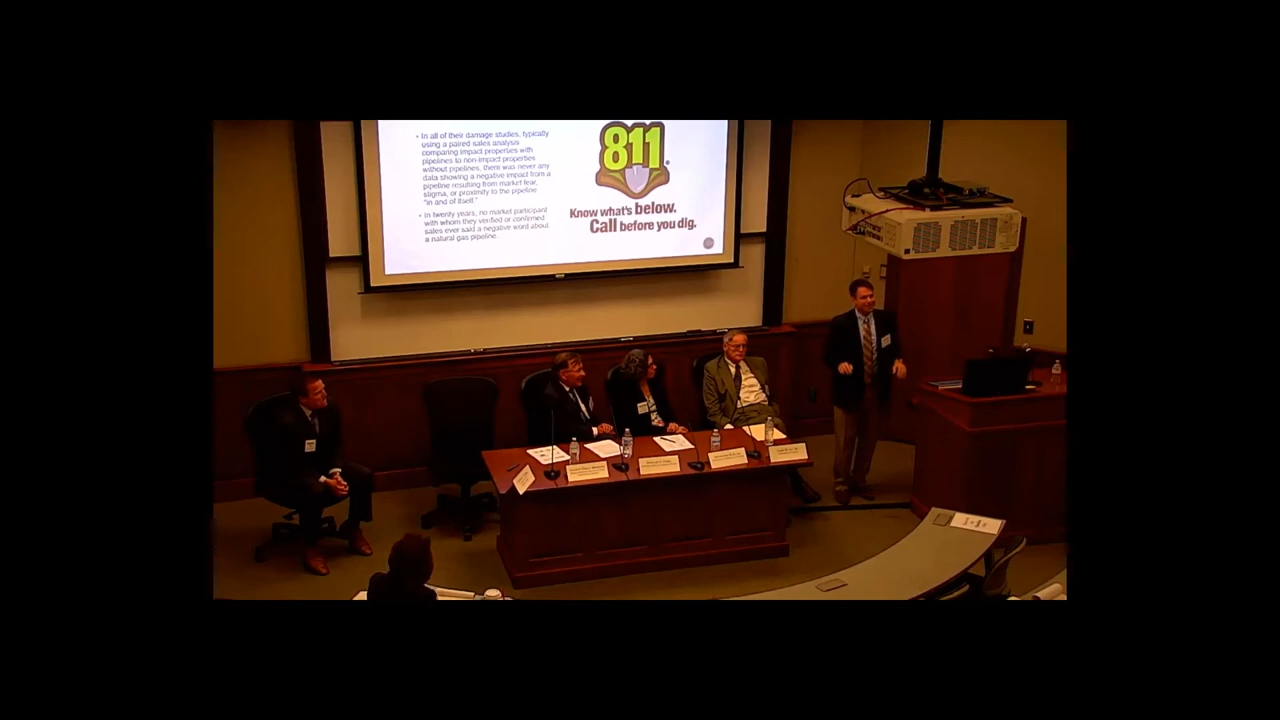 • In all of their damage studies, typically
using a paired sales analysis
comparing impact properties with
pipelines to non-impact properties
without pipelines, there was never any
data showing a negative impact from a
pipeline resulting from market fear,
stigma, or proximity to the pipeline
"in and of itself."
• In twenty years, no market participant
with whom they verified or confirmed
sales ever said a negative word about
a natural gas pipeline.
811
Know what's below.
Call before you dig.